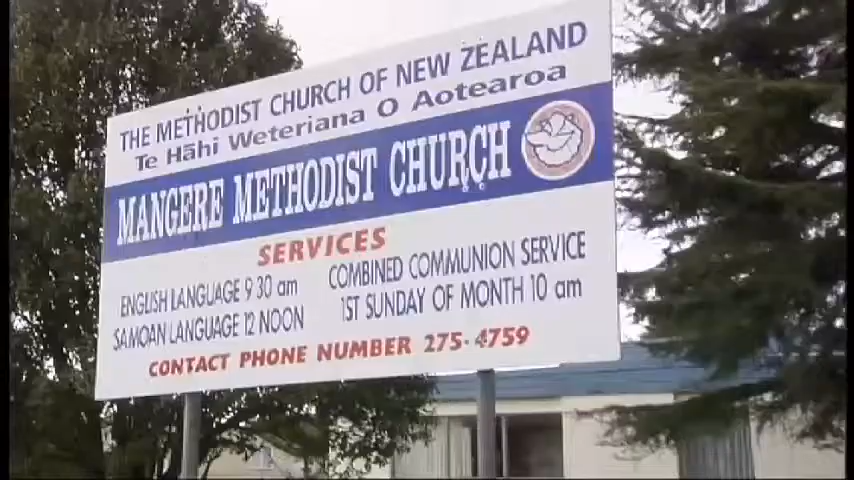 THE METHODIST CHURCH OF NEW ZEALAND
Te Hāhi Weteriana O Aotearoa
MANGERE METHODIST CHURCH
SERVICES
ENGLISH LANGUAGE 9 30 am
SAMOAN LANGUAGE 12 NOON
COMBINED COMMUNION SERVICE
1ST SUNDAY OF MONTH 10 am
CONTACT PHONE NUMBER 275-4759